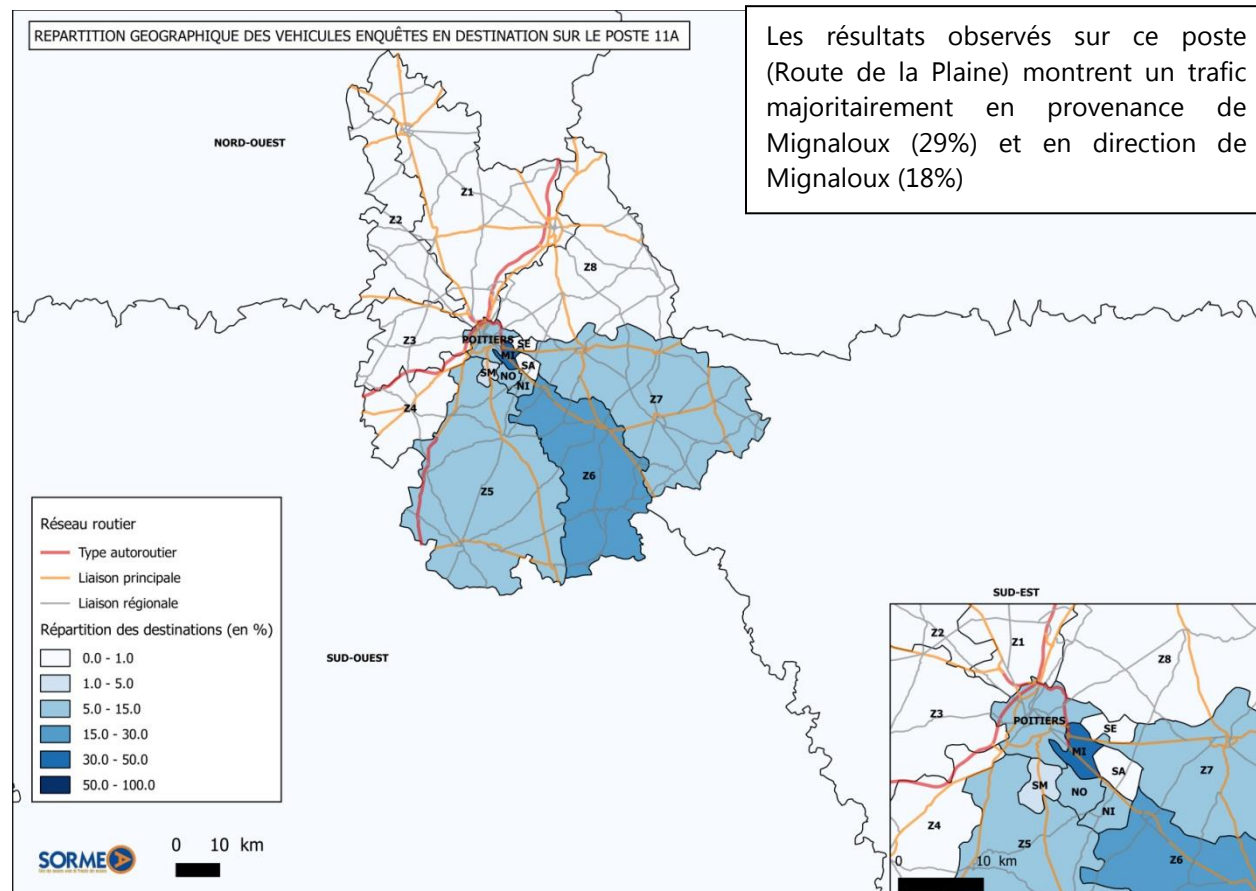 REPARTITION GEOGRAPHIQUE DES VEHICULES ENQUÊTES EN DESTINATION SUR LE POSTE 11A
Les résultats observés sur ce poste
(Route de la Plaine) montrent un trafic
majoritairement en provenance de
Mignaloux (29%) et en direction de
Mignaloux (18%)
NORD-OUEST
Z1
Z2
Z8
Z3
POITIERS
SE
MI
SA
SM
NO
NI
Z4
Z7
Z5
Z6
SUD-OUEST
SUD-EST
Réseau routier
Type autoroutier
Liaison principale
Liaison régionale
Répartition des destinations (en %)
0.0 - 1.0
1.0 - 5.0
5.0 - 15.0
15.0 - 30.0
30.0 - 50.0
50.0 - 100.0
SORMEA
0 10 km
Z2
Z1
Z8
Z3
POITIERS
SE
MI
SA
Z7
SM
NO
NI
Z4
Z5
Z6
0 10 km